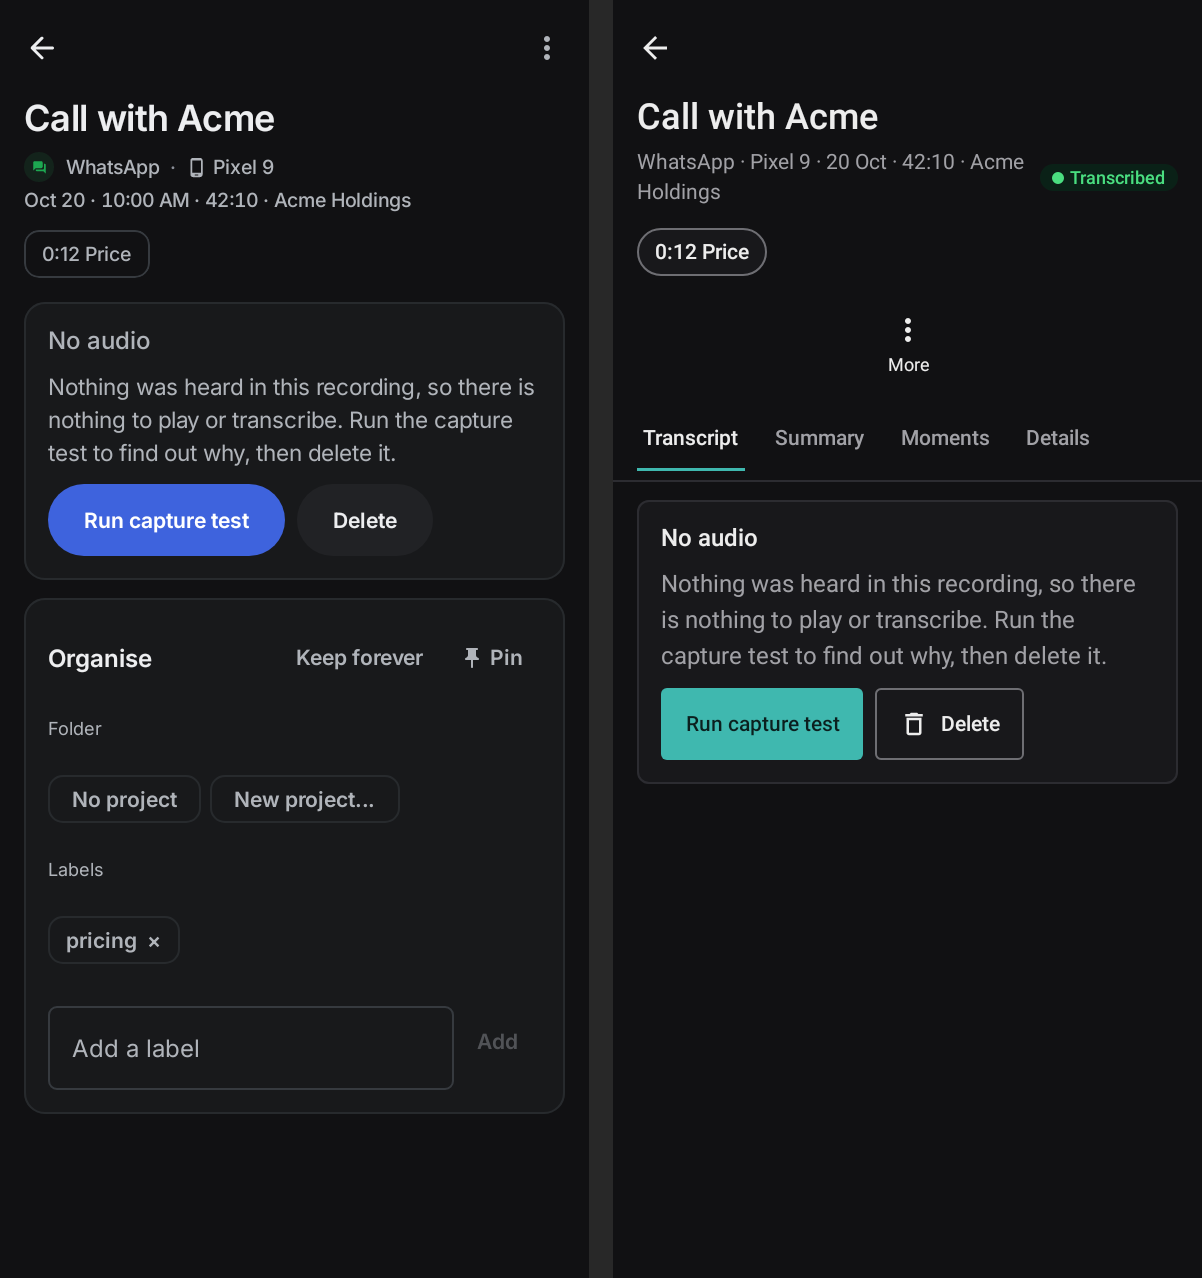 Call with Acme
WhatsApp · Pixel 9
Oct 20 · 10:00 AM · 42:10 · Acme Holdings
0:12 Price
No audio
Nothing was heard in this recording, so there is
nothing to play or transcribe. Run the capture
test to find out why, then delete it.
Run capture test
Delete
Organise
Keep forever
Pin
Folder
No project
New project...
Labels
pricing ×
Add a label
Add
Call with Acme
WhatsApp · Pixel 9 · 20 Oct · 42:10 · Acme
Holdings
Transcribed
0:12 Price
More
Transcript
Summary
Moments
Details
No audio
Nothing was heard in this recording, so there
is nothing to play or transcribe. Run the
capture test to find out why, then delete it.
Run capture test
Delete